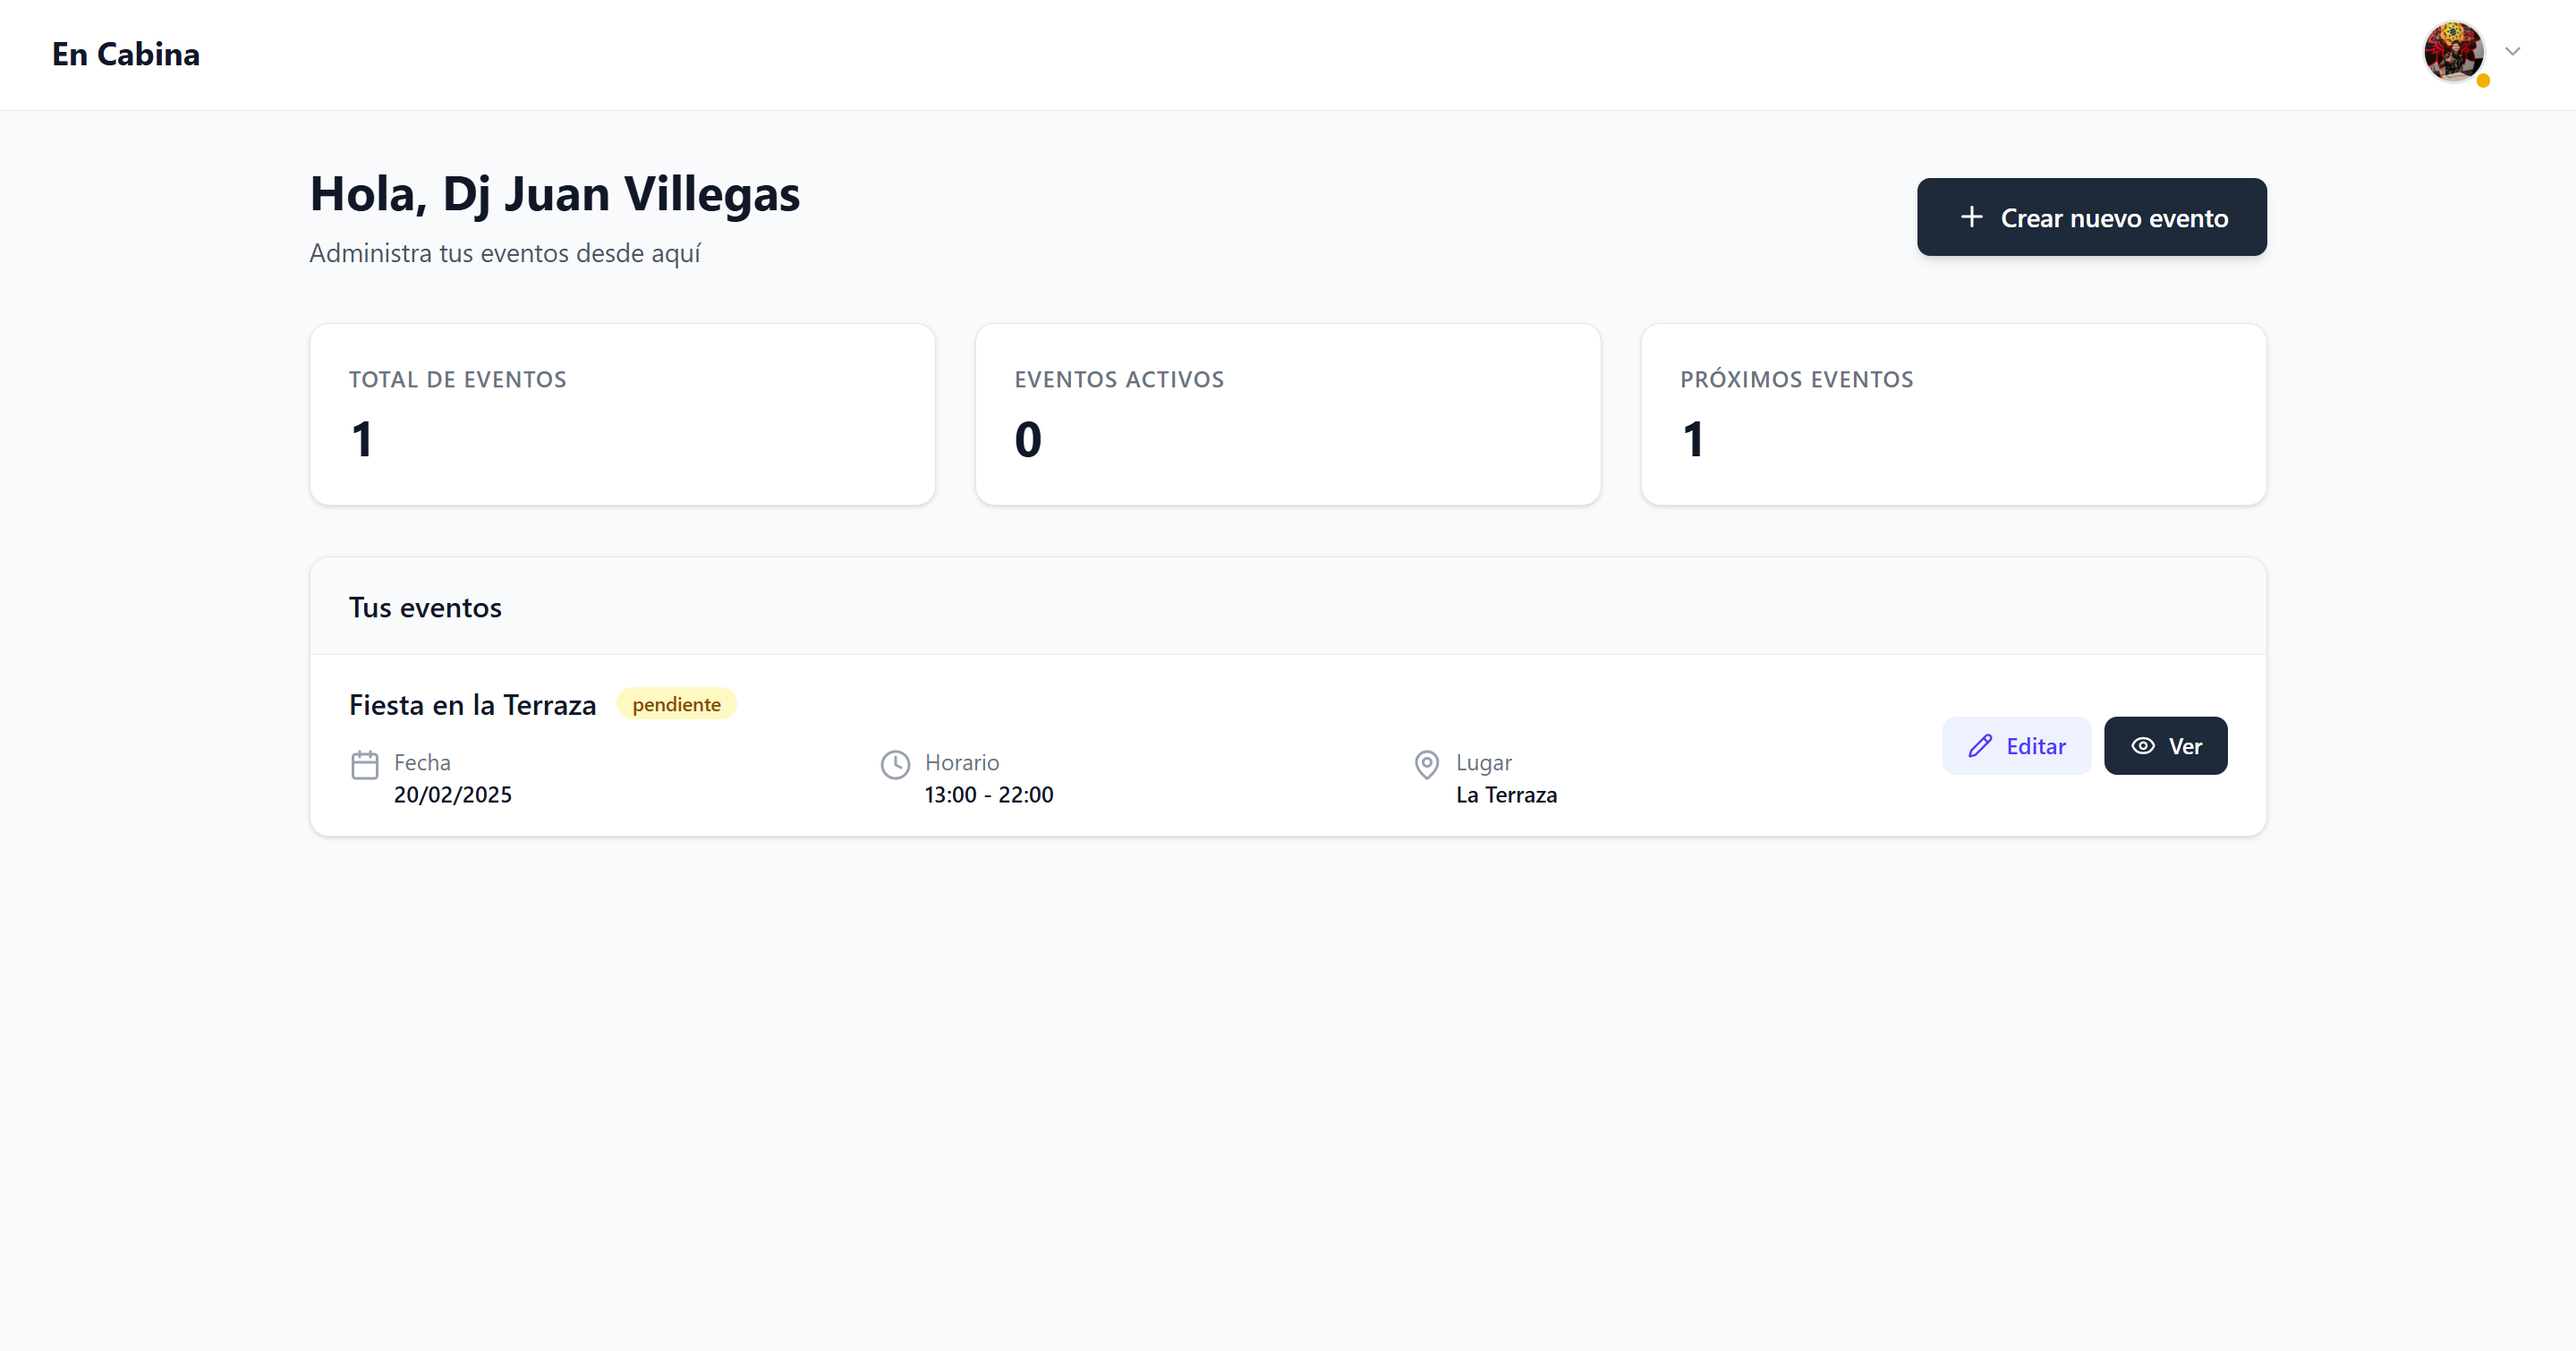 En Cabina
Hola, Dj Juan Villegas
Administra tus eventos desde aquí
Crear nuevo evento
TOTAL DE EVENTOS
1
EVENTOS ACTIVOS
0
PRÓXIMOS EVENTOS
1
Tus eventos
Fiesta en la Terraza pendiente
Fecha
20/02/2025
Horario
13:00 - 22:00
Lugar
La Terraza
Editar
Ver